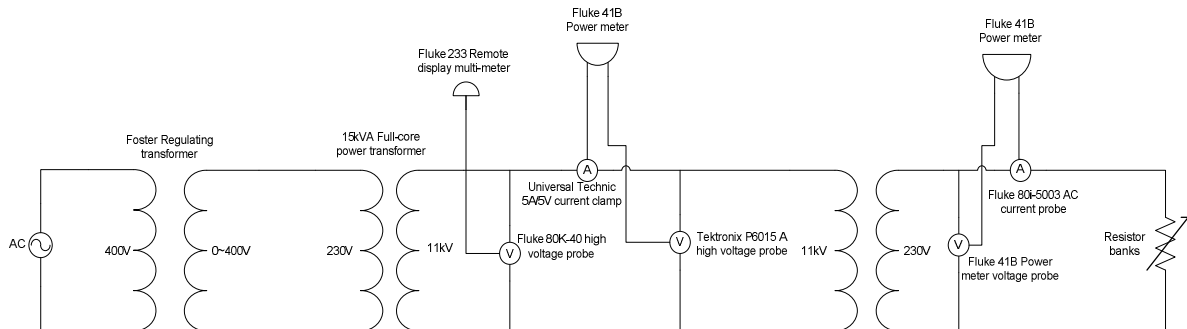 Fluke 41B
Power meter
Fluke 41B
Power meter
Fluke 233 Remote
display multi-meter
Foster Regulating
transformer
15kVA Full-core
power transformer
A
A
Universal Technic
5A/5V current clamp
Fluke 80i-5003 AC
current probe
AC
400V
0~400V
230V
11kV
V
Fluke 80K-40 high
voltage probe
V
Tektronix P6015 A
high voltage probe
11kV
230V
V
Fluke 41B Power
meter voltage probe
Resistor
banks